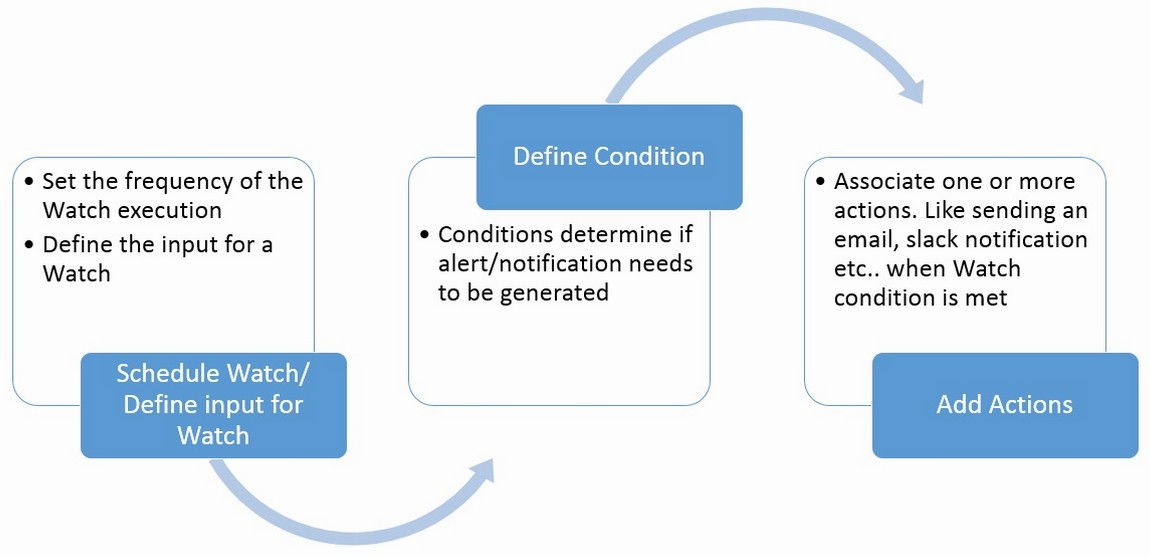 • Set the frequency of the
Watch execution
• Define the input for a
Watch
Schedule Watch/
Define input for
Watch
Define Condition
• Conditions determine if
alert/notification needs
to be generated
• Associate one or more
actions. Like sending an
email, slack notification
etc.. when Watch
condition is met
Add Actions